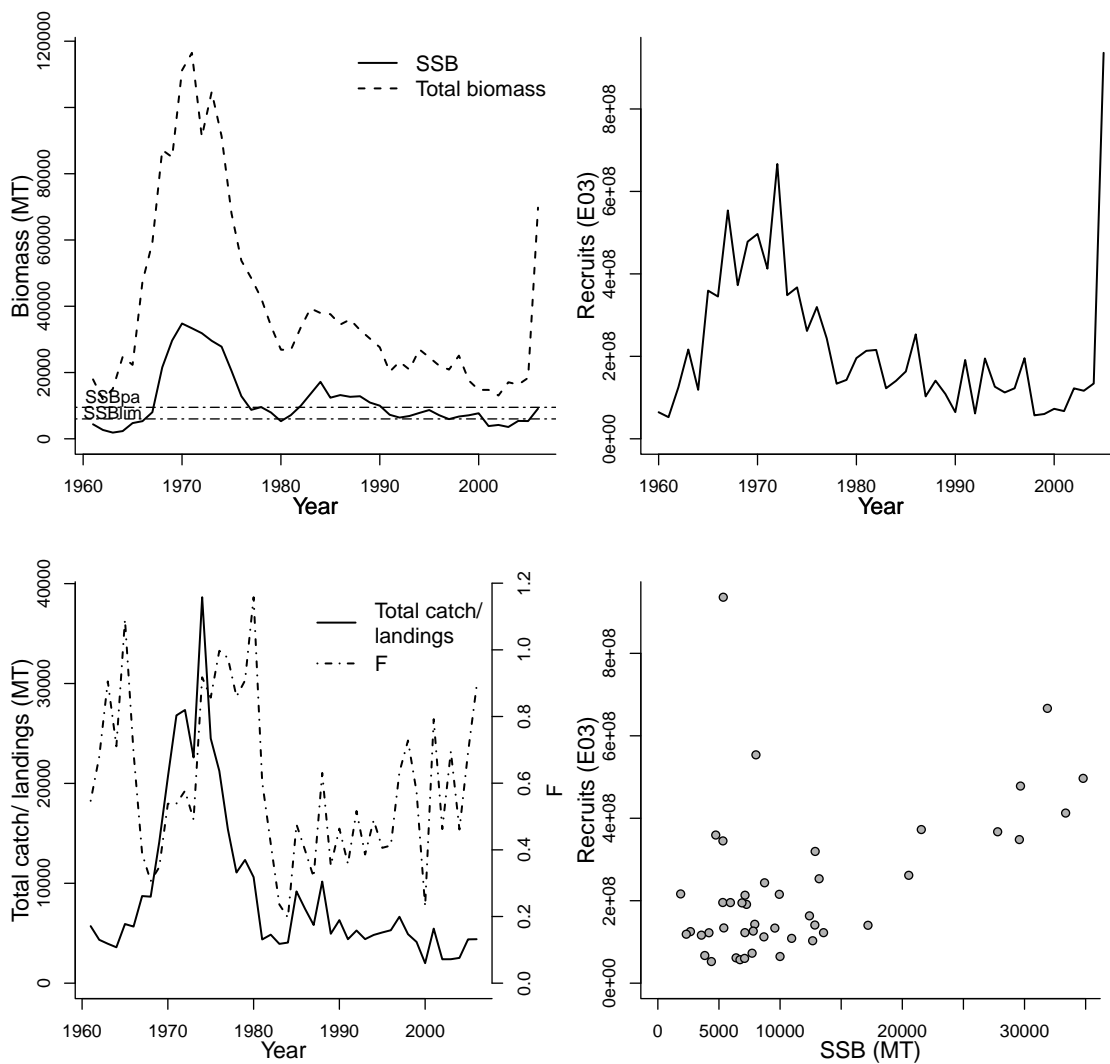 120000
80000
60000
40000
20000
0
Biomass (MT)
SSB
Total biomass
SSBpa
SSBlim
1960 1970 1980 1990 2000
Year
8e+08
6e+08
4e+08
2e+08
0e+00
Recruits (E03)
1960 1970 1980 1990 2000
Year
40000
30000
20000
10000
0
Total catch/ landings (MT)
Total catch/
landings
F
1.2
1.0
0.8
0.6
0.4
0.2
0.0
F
1960 1970 1980 1990 2000
Year
8e+08
6e+08
4e+08
2e+08
0e+00
Recruits (E03)
0 5000 10000 20000 30000
SSB (MT)